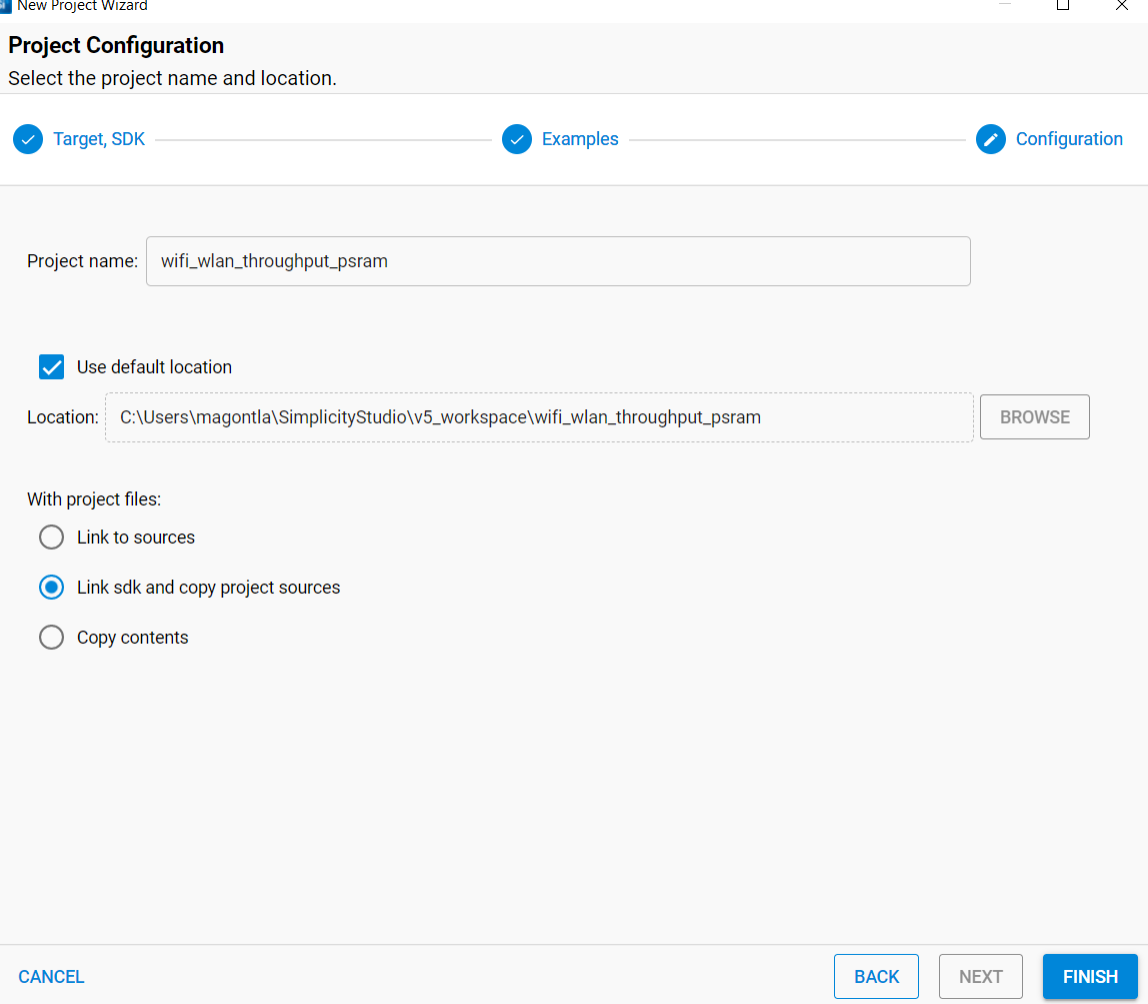 New Project Wizard
Project Configuration
Select the project name and location.
Target, SDK
Examples
Configuration
Project name:
wifi_wlan_throughput_psram
Use default location
Location:
C:\Users\magontla\SimplicityStudio\v5_workspace\wifi_wlan_throughput_psram
BROWSE
With project files:
Link to sources
Link sdk and copy project sources
Copy contents
CANCEL
BACK
NEXT
FINISH